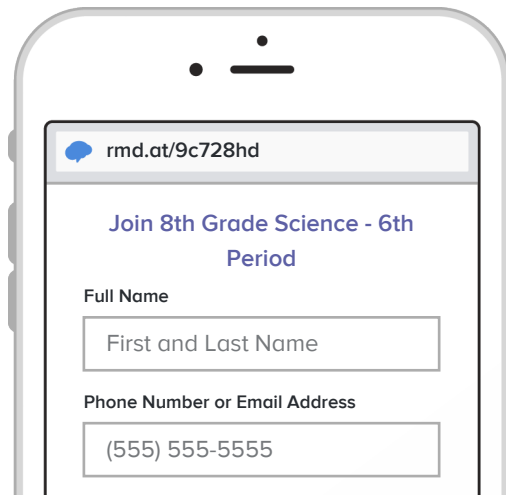 rmd.at/9c728hd
Join 8th Grade Science - 6th
Period
Full Name
First and Last Name
Phone Number or Email Address
(555) 555-5555